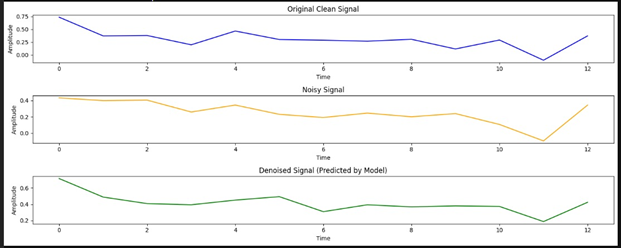 Original Clean Signal
Amplitude
0.75
0.50
0.25
0.00
0 2 4 6 8 10 12
Time
Noisy Signal
Amplitude
0.4
0.2
0.0
0 2 4 6 8 10 12
Time
Denoised Signal (Predicted by Model)
Amplitude
0.6
0.4
0.2
0 2 4 6 8 10 12
Time